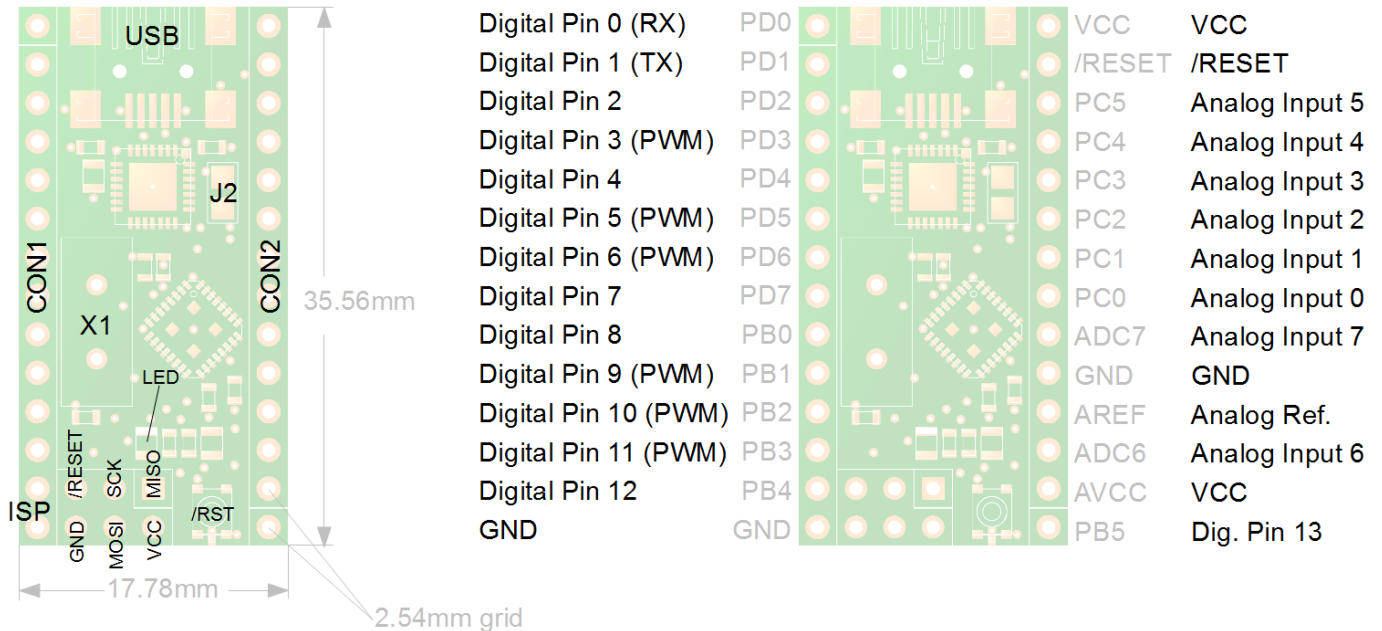 USB
J2
CON1
CON2
X1
LED
/RESET
SCK
MISO
ISP
GND
MOSI
VCC
/RST
35.56mm
17.78mm
2.54mm grid
Digital Pin 0 (RX) PD0 VCC VCC
Digital Pin 1 (TX) PD1 /RESET /RESET
Digital Pin 2 PD2 PC5 Analog Input 5
Digital Pin 3 (PWM) PD3 PC4 Analog Input 4
Digital Pin 4 PD4 PC3 Analog Input 3
Digital Pin 5 (PWM) PD5 PC2 Analog Input 2
Digital Pin 6 (PWM) PD6 PC1 Analog Input 1
Digital Pin 7 PD7 PC0 Analog Input 0
Digital Pin 8 PB0 ADC7 Analog Input 7
Digital Pin 9 (PWM) PB1 GND GND
Digital Pin 10 (PWM) PB2 AREF Analog Ref.
Digital Pin 11 (PWM) PB3 ADC6 Analog Input 6
Digital Pin 12 PB4 AVCC VCC
GND GND PB5 Dig. Pin 13